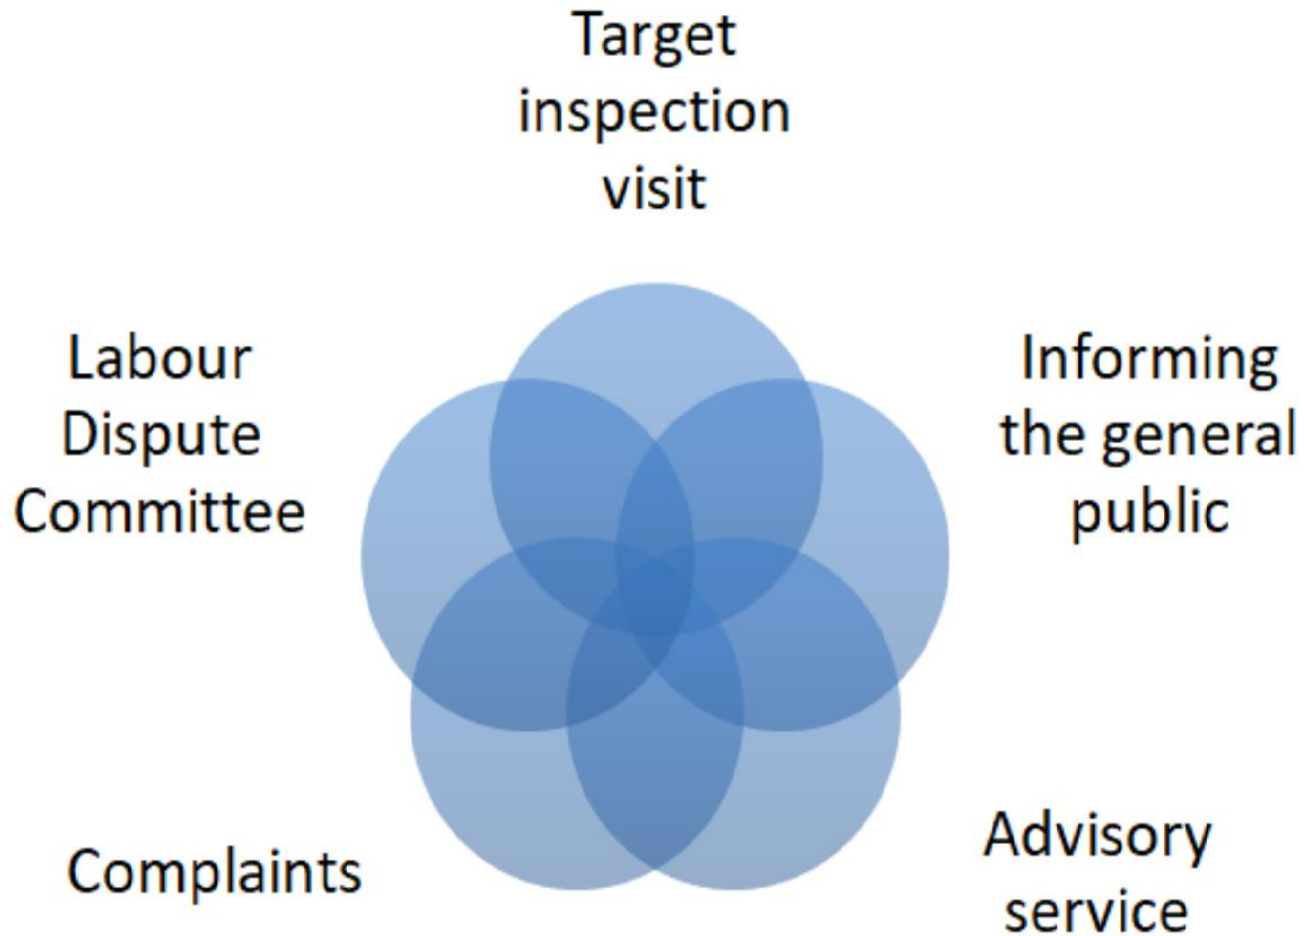 Target
inspection
visit
Labour
Dispute
Committee
Informing
the general
public
Complaints
Advisory
service